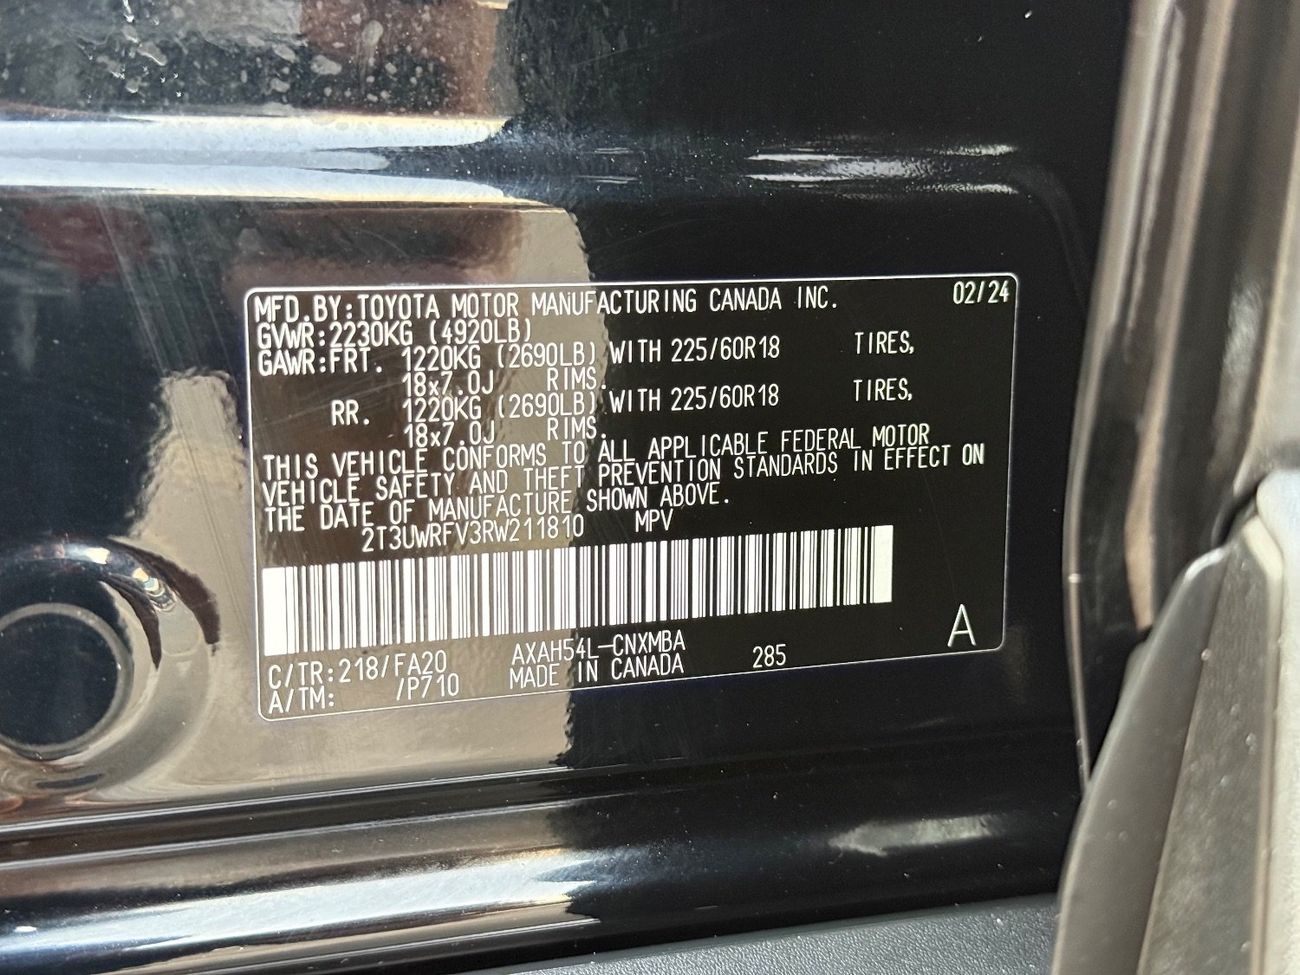 MFD.BY:TOYOTA MOTOR MANUFACTURING CANADA INC. 02/24
GVWR:2230KG (4920LB)
GAWR:FRT. 1220KG (2690LB) WITH 225/60R18 TIRES,
18x7.0J RIMS.
RR. 1220KG (2690LB) WITH 225/60R18 TIRES,
18x7.0J RIMS.
THIS VEHICLE CONFORMS TO ALL APPLICABLE FEDERAL MOTOR
VEHICLE SAFETY AND THEFT PREVENTION STANDARDS IN EFFECT ON
THE DATE OF MANUFACTURE SHOWN ABOVE.
2T3UWRFV3RW211810 MPV
C/TR:218/FA20 AXAH54L-CNXMBA 285 A
A/TM: /P710 MADE IN CANADA